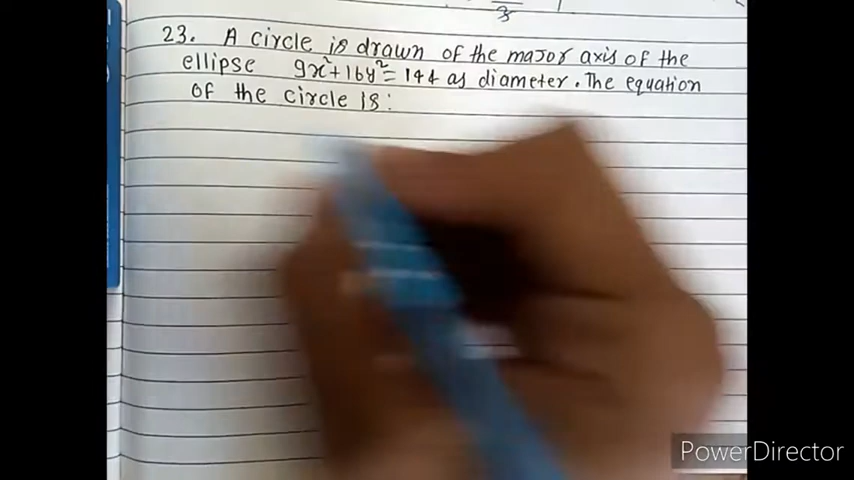 23. A circle is drawn of the major axis of the
ellipse 9x²+16y²=144 as diameter. The equation
of the circle is:
PowerDirector